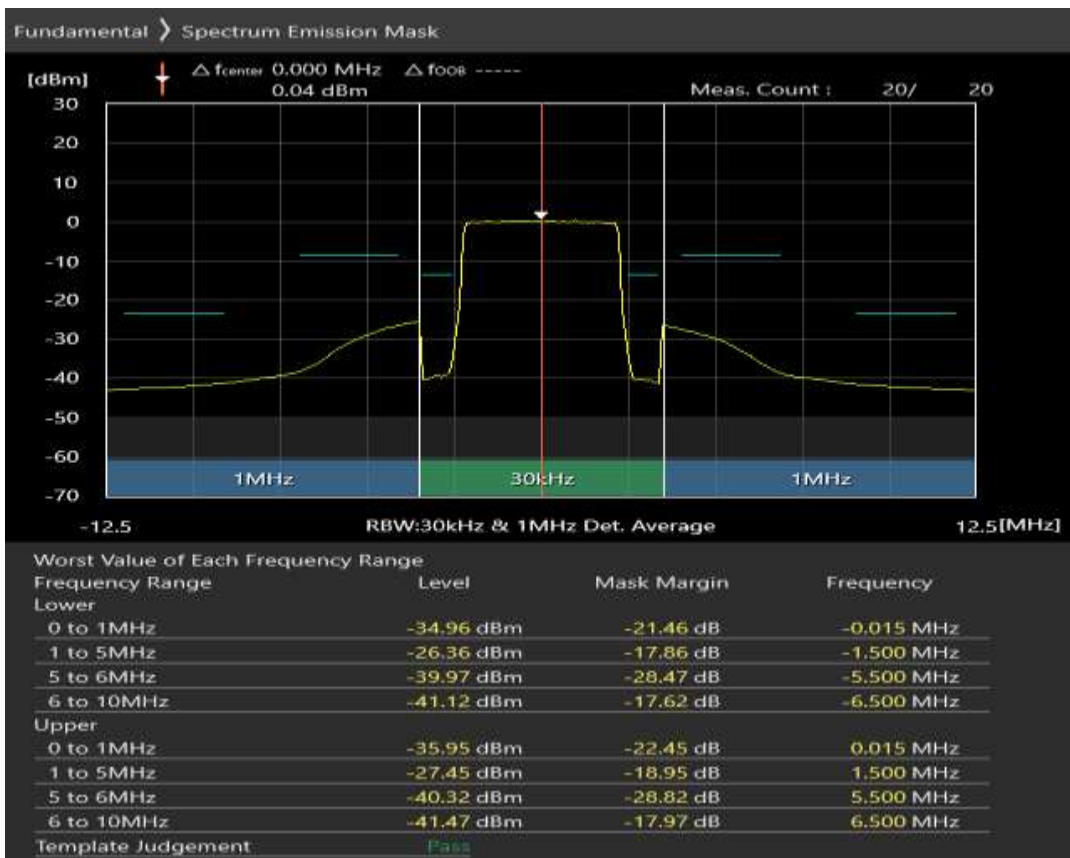 Fundamental ❯ Spectrum Emission Mask
[dBm] △ fcenter 0.000 MHz △ fOOB -----
0.04 dBm Meas. Count : 20/ 20
30
20
10
0
-10
-20
-30
-40
-50
-60
-70
1MHz 30kHz 1MHz
-12.5 RBW:30kHz & 1MHz Det. Average 12.5[MHz]
Worst Value of Each Frequency Range
Frequency Range Level Mask Margin Frequency
Lower
0 to 1MHz -34.96 dBm -21.46 dB -0.015 MHz
1 to 5MHz -26.36 dBm -17.86 dB -1.500 MHz
5 to 6MHz -39.97 dBm -28.47 dB -5.500 MHz
6 to 10MHz -41.12 dBm -17.62 dB -6.500 MHz
Upper
0 to 1MHz -35.95 dBm -22.45 dB 0.015 MHz
1 to 5MHz -27.45 dBm -18.95 dB 1.500 MHz
5 to 6MHz -40.32 dBm -28.82 dB 5.500 MHz
6 to 10MHz -41.47 dBm -17.97 dB 6.500 MHz
Template Judgement Pass